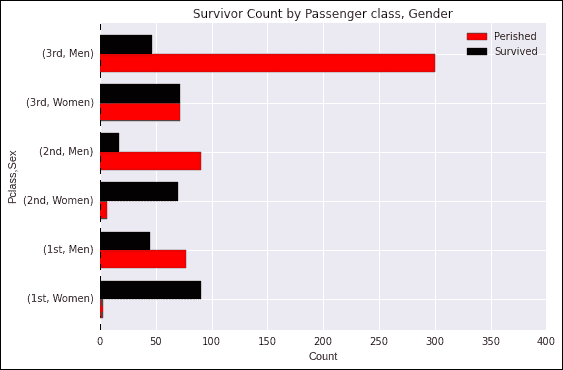 Survivor Count by Passenger class, Gender
Perished
Survived
(3rd, Men)
(3rd, Women)
(2nd, Men)
(2nd, Women)
(1st, Men)
(1st, Women)
Pclass,Sex
0 50 100 150 200 250 300 350 400
Count